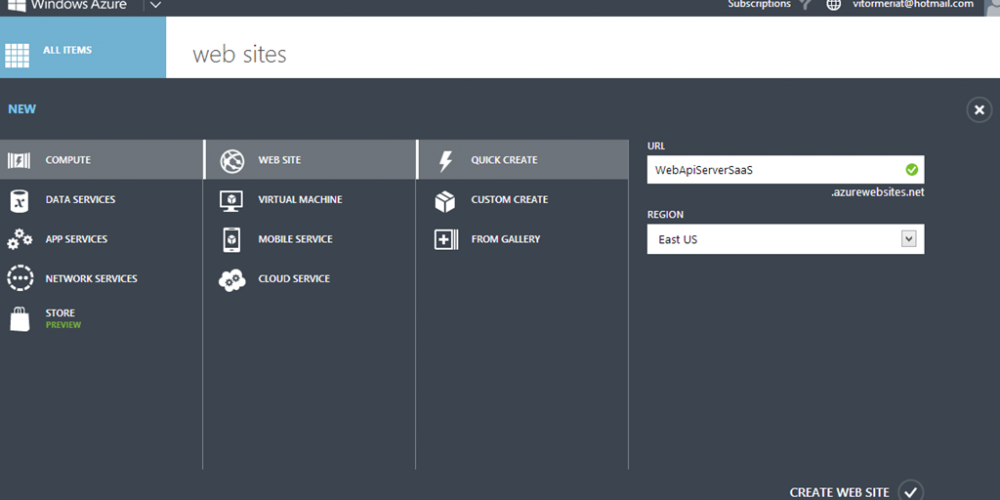 Windows Azure
Subscriptions
vitormenat@hotmail.com
ALL ITEMS
web sites
NEW
COMPUTE
DATA SERVICES
APP SERVICES
NETWORK SERVICES
STORE
PREVIEW
WEB SITE
VIRTUAL MACHINE
MOBILE SERVICE
CLOUD SERVICE
QUICK CREATE
CUSTOM CREATE
FROM GALLERY
URL
WebApiServerSaaS
.azurewebsites.net
REGION
East US
CREATE WEB SITE